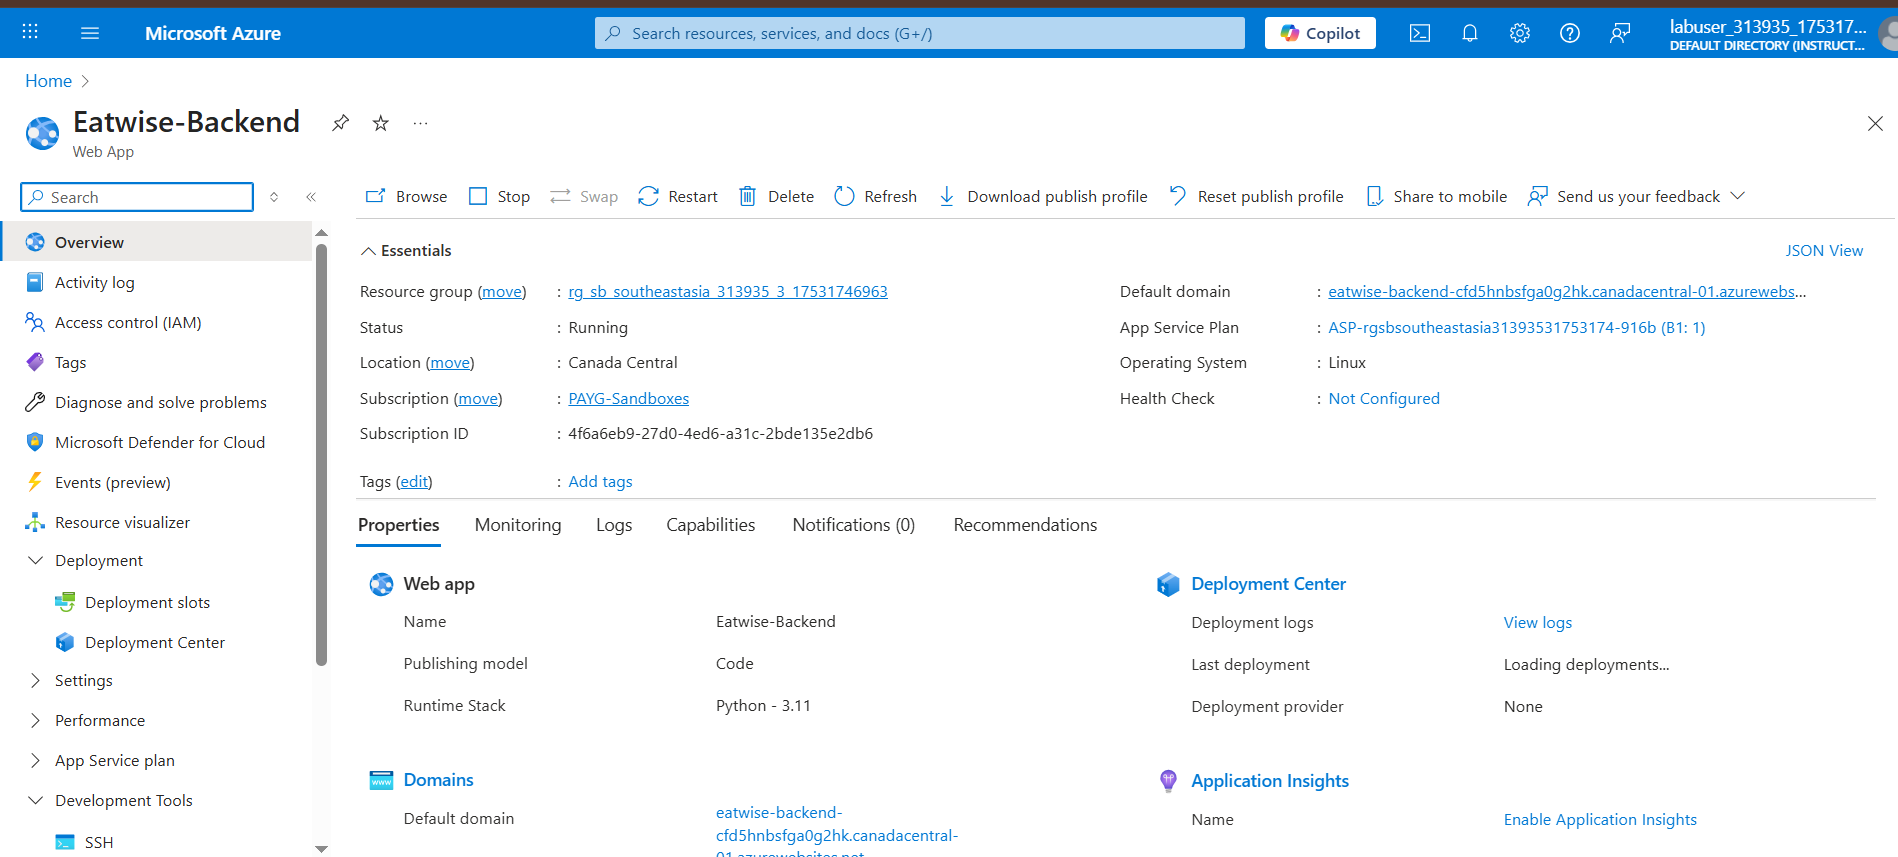 Microsoft Azure
Search resources, services, and docs (G+/)
Copilot
labuser_313935_175317...
DEFAULT DIRECTORY (INSTRUCT...
Home
Eatwise-Backend
Web App
Search
Browse
Stop
Swap
Restart
Delete
Refresh
Download publish profile
Reset publish profile
Share to mobile
Send us your feedback
Overview
Activity log
Access control (IAM)
Tags
Diagnose and solve problems
Microsoft Defender for Cloud
Events (preview)
Resource visualizer
Deployment
Deployment slots
Deployment Center
Settings
Performance
App Service plan
Development Tools
SSH
Essentials
JSON View
Resource group (move) : rg_sb_southeastasia_313935_3_17531746963
Status : Running
Location (move) : Canada Central
Subscription (move) : PAYG-Sandboxes
Subscription ID : 4f6a6eb9-27d0-4ed6-a31c-2bde135e2db6
Tags (edit) : Add tags
Default domain : eatwise-backend-cfd5hnbsfga0g2hk.canadacentral-01.azurewebs...
App Service Plan : ASP-rgsbsoutheastasia31393531753174-916b (B1: 1)
Operating System : Linux
Health Check : Not Configured
Properties
Monitoring
Logs
Capabilities
Notifications (0)
Recommendations
Web app
Name Eatwise-Backend
Publishing model Code
Runtime Stack Python - 3.11
Deployment Center
Deployment logs View logs
Last deployment Loading deployments...
Deployment provider None
www
Domains
Default domain eatwise-backend-
cfd5hnbsfga0g2hk.canadacentral-
01.azurewebsites.net
Application Insights
Name Enable Application Insights